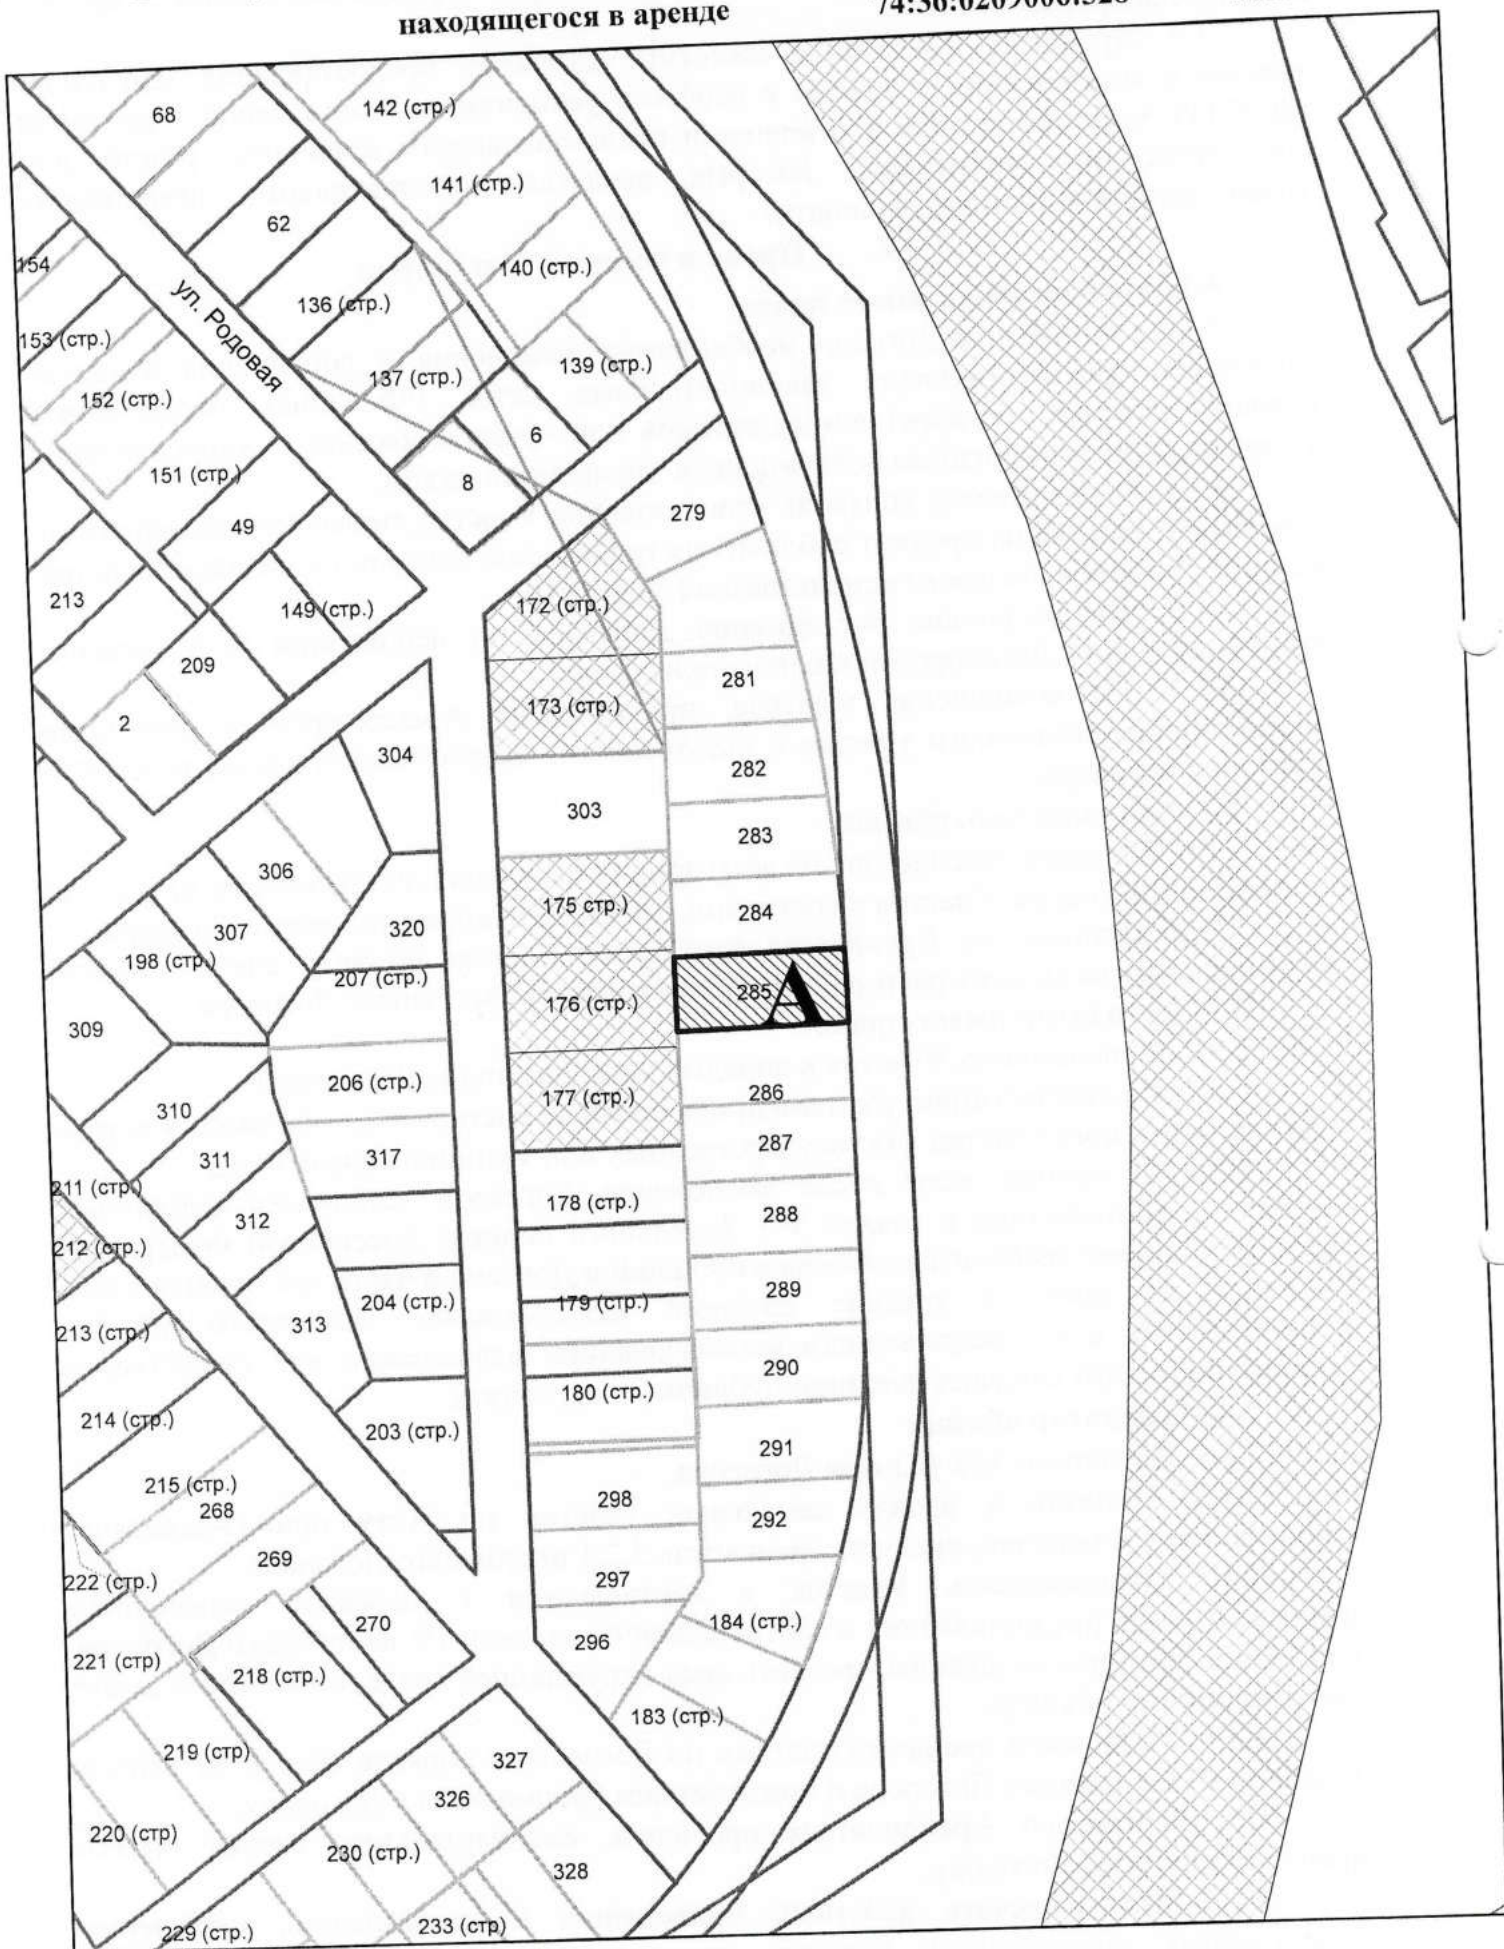 находящегося в аренде
68
142 (стр.)
141 (стр.)
62
140 (стр.)
154
136 (стр.)
ул. Родовая
153 (стр.)
139 (стр.)
137 (стр.)
152 (стр.)
6
151 (стр.)
8
279
49
213
149 (стр.)
172 (стр.)
209
281
173 (стр.)
2
304
282
303
283
306
175 стр.)
284
307
320
198 (стр.)
207 (стр.)
285
А
176 (стр.)
309
206 (стр.)
286
177 (стр.)
310
287
317
311
211 (стр.)
178 (стр.)
288
312
212 (стр.)
204 (стр.)
179 (стр.)
289
313
213 (стр.)
290
180 (стр.)
214 (стр.)
203 (стр.)
291
215 (стр.)
268
298
292
269
222 (стр.)
297
270
184 (стр.)
296
221 (стр)
218 (стр.)
183 (стр.)
219 (стр)
327
326
220 (стр)
230 (стр.)
328
229 (стр.)
233 (стр)